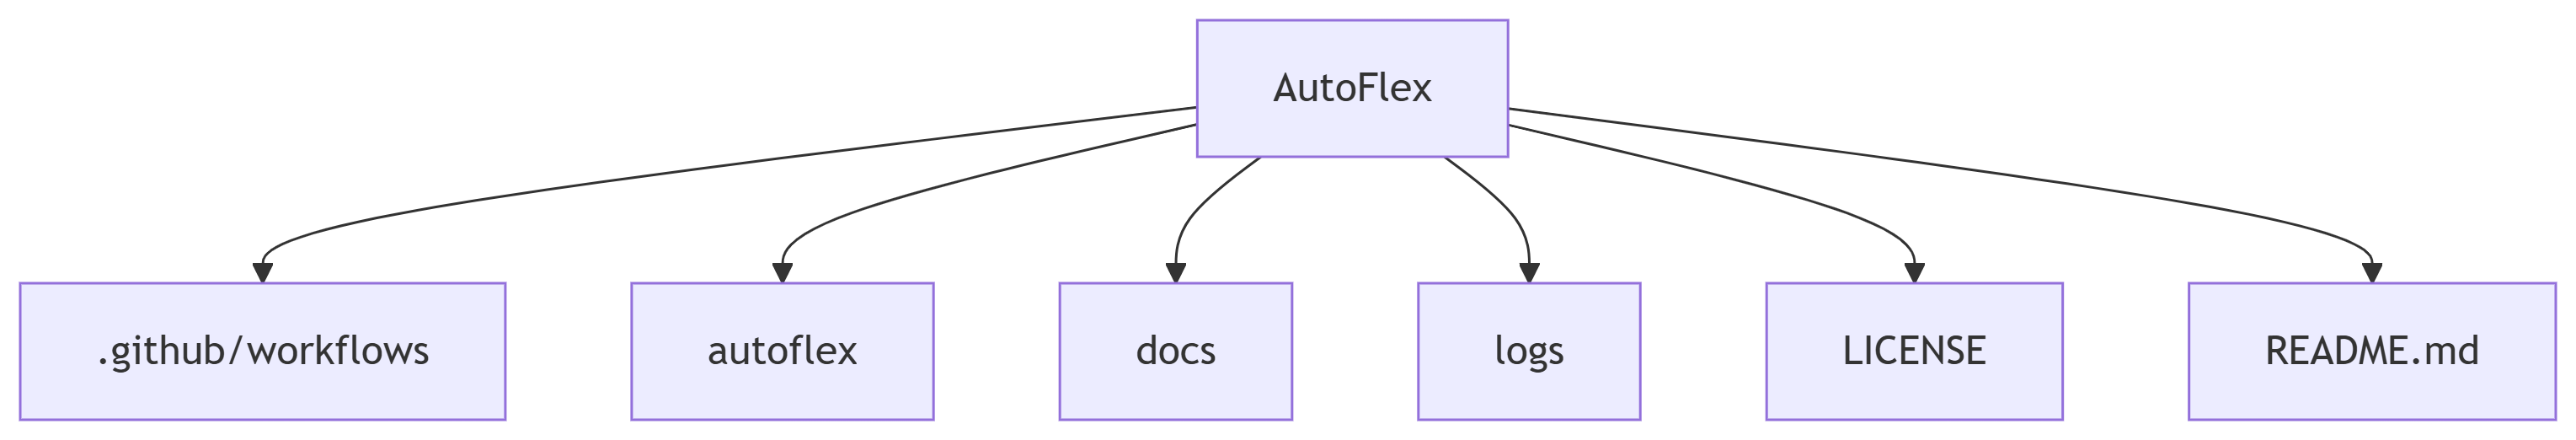 AutoFlex
.github/workflows
autoflex
docs
logs
LICENSE
README.md